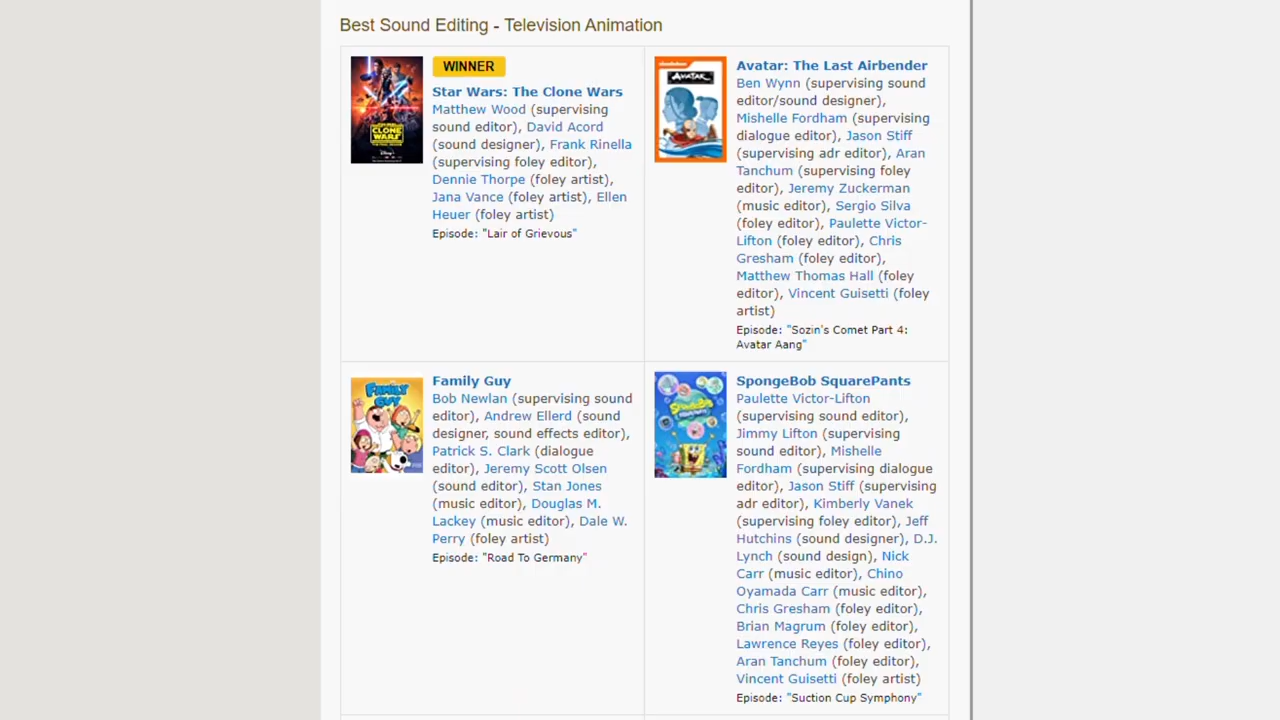 Best Sound Editing - Television Animation
WINNER
Star Wars: The Clone Wars
Matthew Wood (supervising
sound editor), David Acord
(sound designer), Frank Rinella
(supervising foley editor),
Dennie Thorpe (foley artist),
Jana Vance (foley artist), Ellen
Heuer (foley artist)
Episode: "Lair of Grievous"
nickelodeon
AVATAR
CLONE
WARS
Disney+
Avatar: The Last Airbender
Ben Wynn (supervising sound
editor/sound designer),
Mishelle Fordham (supervising
dialogue editor), Jason Stiff
(supervising adr editor), Aran
Tanchum (supervising foley
editor), Jeremy Zuckerman
(music editor), Sergio Silva
(foley editor), Paulette Victor-
Lifton (foley editor), Chris
Gresham (foley editor),
Matthew Thomas Hall (foley
editor), Vincent Guisetti (foley
artist)
Episode: "Sozin's Comet Part 4:
Avatar Aang"
FAMILY
GUY
Family Guy
Bob Newlan (supervising sound
editor), Andrew Ellerd (sound
designer, sound effects editor),
Patrick S. Clark (dialogue
editor), Jeremy Scott Olsen
(sound editor), Stan Jones
(music editor), Douglas M.
Lackey (music editor), Dale W.
Perry (foley artist)
Episode: "Road To Germany"
SpongeBob
SpongeBob SquarePants
Paulette Victor-Lifton
(supervising sound editor),
Jimmy Lifton (supervising
sound editor), Mishelle
Fordham (supervising dialogue
editor), Jason Stiff (supervising
adr editor), Kimberly Vanek
(supervising foley editor), Jeff
Hutchins (sound designer), D.J.
Lynch (sound design), Nick
Carr (music editor), Chino
Oyamada Carr (music editor),
Chris Gresham (foley editor),
Brian Magrum (foley editor),
Lawrence Reyes (foley editor),
Aran Tanchum (foley editor),
Vincent Guisetti (foley artist)
Episode: "Suction Cup Symphony"